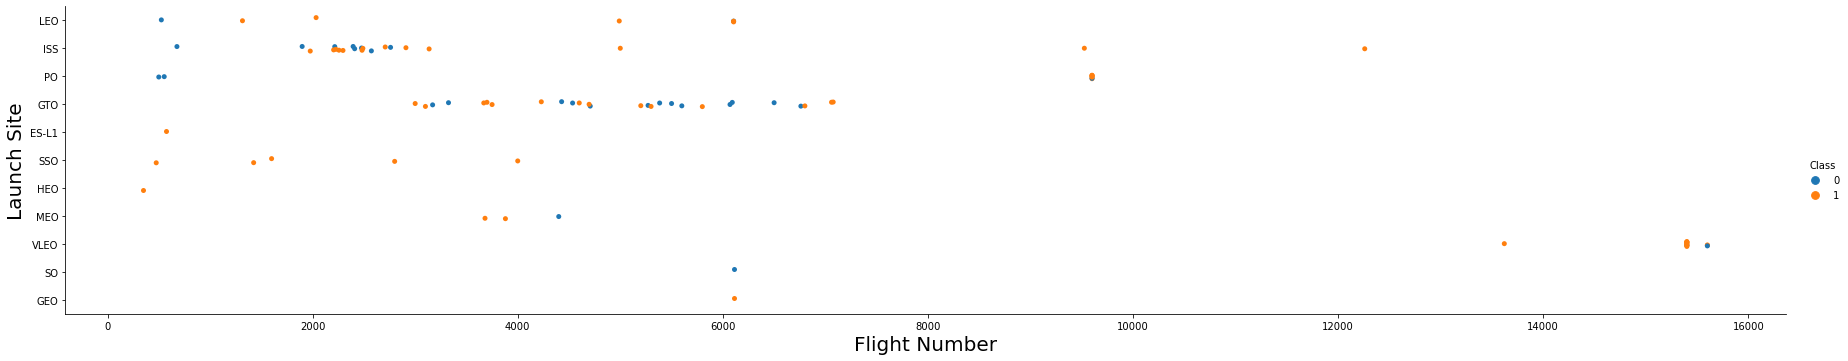 LEO
ISS
PO
GTO
ES-L1
SSO
HEO
MEO
VLEO
SO
GEO
Launch Site
0 2000 4000 6000 8000 10000 12000 14000 16000
Flight Number
Class
0
1